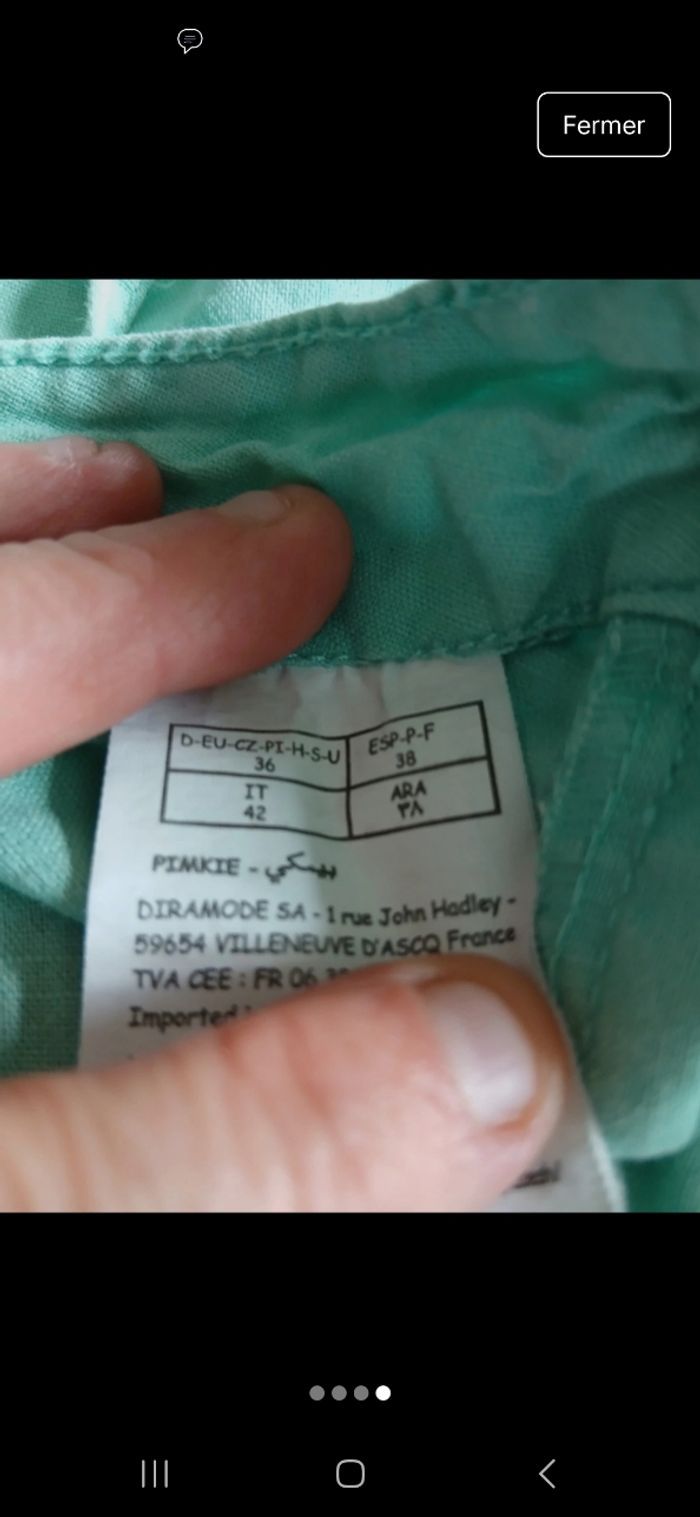 Fermer
D-EU-CZ-PI-H-S-U
36
ESP-P-F
38
IT
42
ARA
٣٨
PIMKIE - بيمكي
DIRAMODE SA - 1 rue John Hadley -
59654 VILLENEUVE D'ASCQ France
TVA CEE : FR 06
Imported